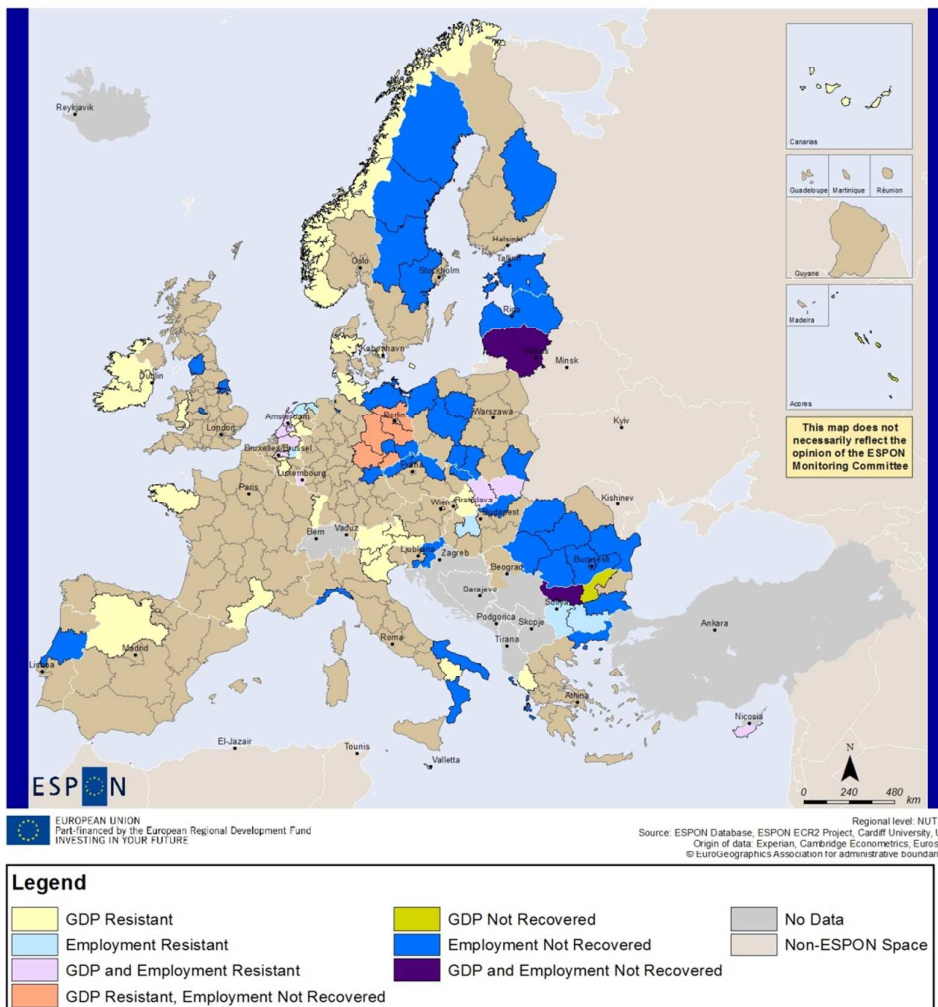 Reykjavik
Canarias
Guadeloupe Martinique Réunion
Guyane
Madeira
Acores
This map does not
necessarily reflect the
opinion of the ESPON
Monitoring Committee
Oslo
Helsinki
Tallinn
Stockholm
Riga
København
Minsk
Dublin
Amsterdam
Berlin
Warszawa
London
Kyiv
Bruxelles/Brussel
Praha
Luxembourg
Paris
Wien
Bratislava
Kishinev
Budapest
Bern
Vaduz
Ljubljana
Zagreb
Beograd
Bucuresti
Sarajevo
Sofiya
Podgorica
Skopje
Ankara
Roma
Tirana
Madrid
Lisboa
Athina
Nicosia
El-Jazair
Tounis
Valletta
N
ESPON
0 240 480
km
EUROPEAN UNION
Part-financed by the European Regional Development Fund
INVESTING IN YOUR FUTURE
Regional level: NUT
Source: ESPON Database, ESPON ECR2 Project, Cardiff University,
Origin of data: Experian, Cambridge Econometrics, Euros
© EuroGeographics Association for administrative boundar
Legend
GDP Resistant
Employment Resistant
GDP and Employment Resistant
GDP Resistant, Employment Not Recovered
GDP Not Recovered
Employment Not Recovered
GDP and Employment Not Recovered
No Data
Non-ESPON Space